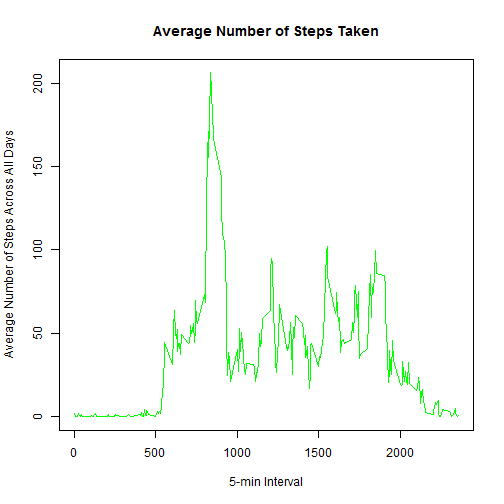 Average Number of Steps Taken
Average Number of Steps Across All Days
200
150
100
50
0
0 500 1000 1500 2000
5-min Interval